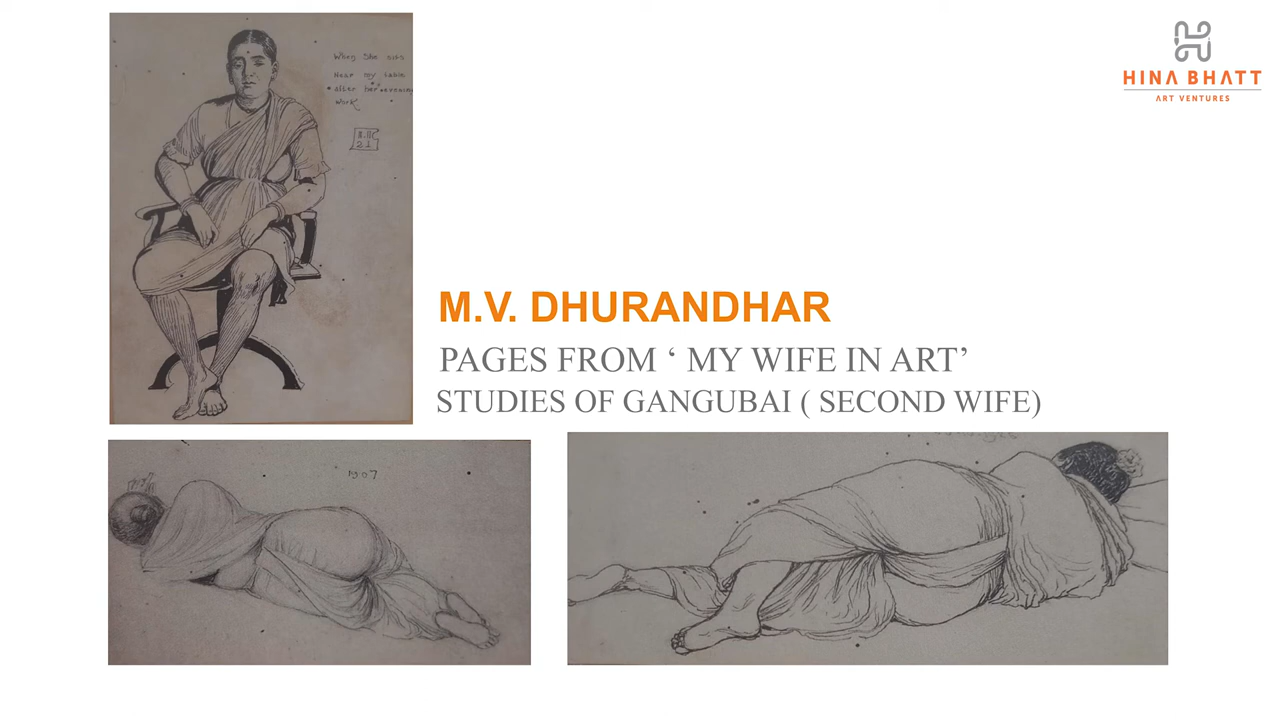 When She sits
Near my table
after her evening
work
21
HINA BHATT
ART VENTURES
M.V. DHURANDHAR
PAGES FROM ‘ MY WIFE IN ART’
STUDIES OF GANGUBAI ( SECOND WIFE)
1907